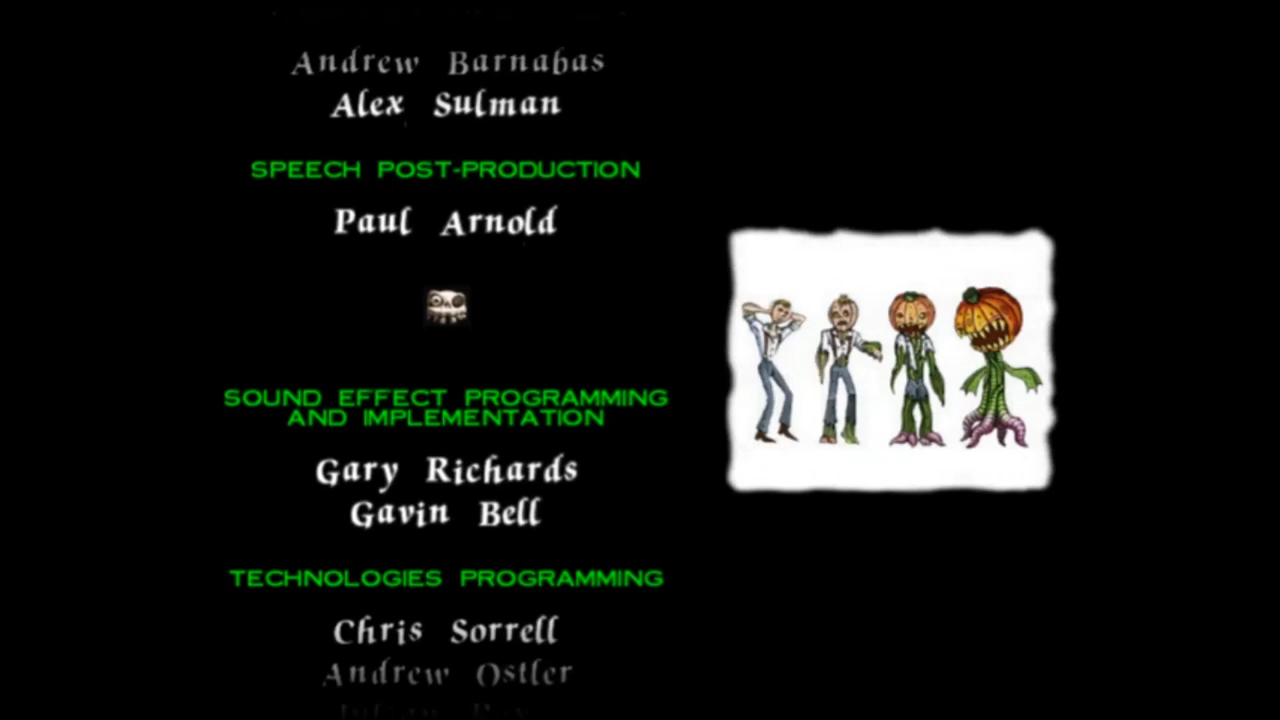 Andrew Barnabas
Alex Sulman
SPEECH POST-PRODUCTION
Paul Arnold
SOUND EFFECT PROGRAMMING
AND IMPLEMENTATION
Gary Richards
Gavin Bell
TECHNOLOGIES PROGRAMMING
Chris Sorrell
Andrew Ostler